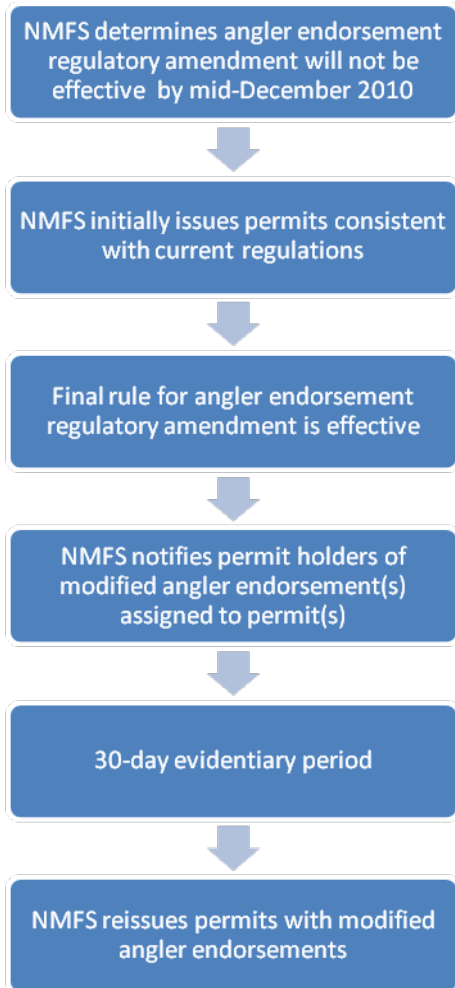 NMFS determines angler endorsement
regulatory amendment will not be
effective by mid-December 2010
NMFS initially issues permits consistent
with current regulations
Final rule for angler endorsement
regulatory amendment is effective
NMFS notifies permit holders of
modified angler endorsement(s)
assigned to permit(s)
30-day evidentiary period
NMFS reissues permits with modified
angler endorsements